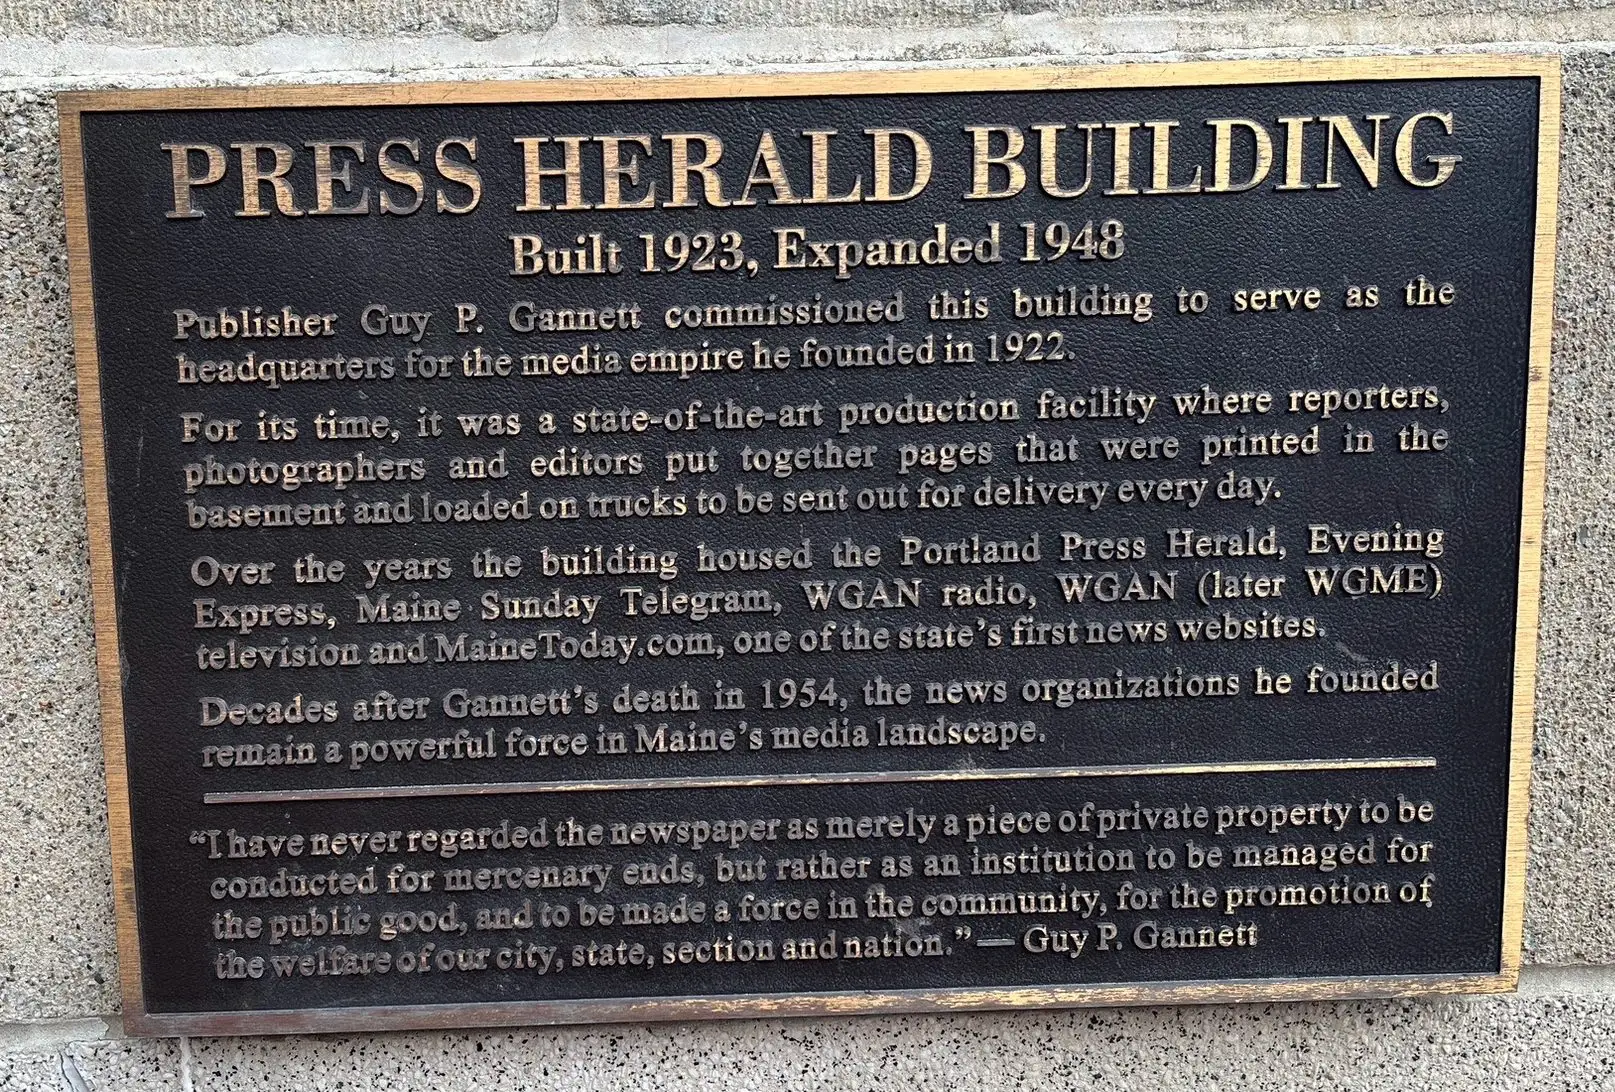 PRESS HERALD BUILDING
Built 1923, Expanded 1948
Publisher Guy P. Gannett commissioned this building to serve as the
headquarters for the media empire he founded in 1922.
For its time, it was a state-of-the-art production facility where reporters,
photographers and editors put together pages that were printed in the
basement and loaded on trucks to be sent out for delivery every day.
Over the years the building housed the Portland Press Herald, Evening
Express, Maine Sunday Telegram, WGAN radio, WGAN (later WGME)
television and MaineToday.com, one of the state’s first news websites.
Decades after Gannett’s death in 1954, the news organizations he founded
remain a powerful force in Maine’s media landscape.
“I have never regarded the newspaper as merely a piece of private property to be
conducted for mercenary ends, but rather as an institution to be managed for
the public good, and to be made a force in the community, for the promotion of
the welfare of our city, state, section and nation.” — Guy P. Gannett